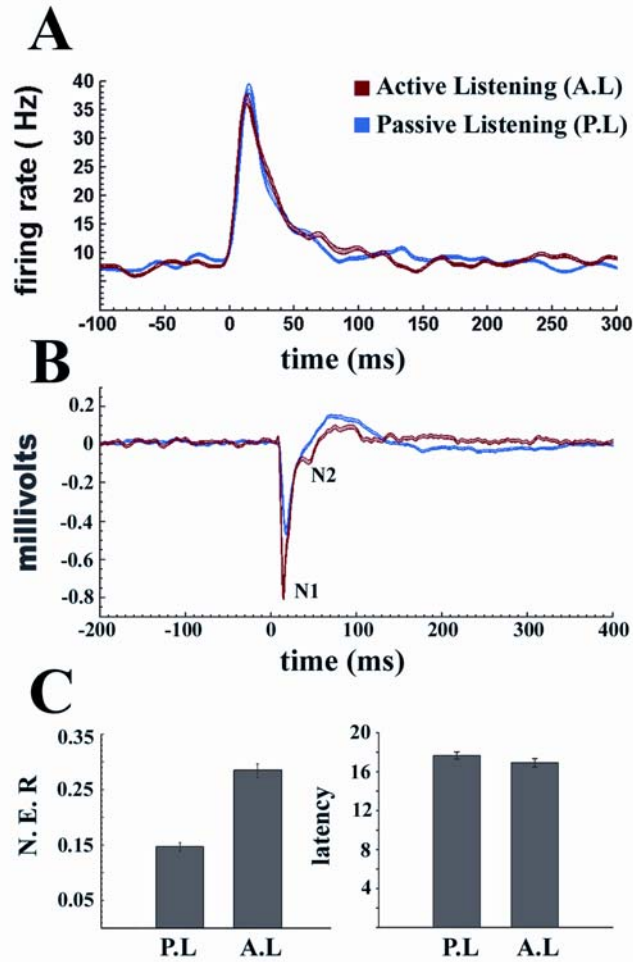 A
firing rate ( Hz)
40
35
30
25
20
15
10
Active Listening (A.L)
Passive Listening (P.L)
-100 -50 0 50 100 150 200 250 300
time (ms)
B
millivolts
0.2
0
-0.2
-0.4
-0.6
-0.8
N2
N1
-200 -100 0 100 200 300 400
time (ms)
C
N. E. R
0.35
0.25
0.15
0.05
P.L A.L
latency
20
16
12
8
4
P.L A.L